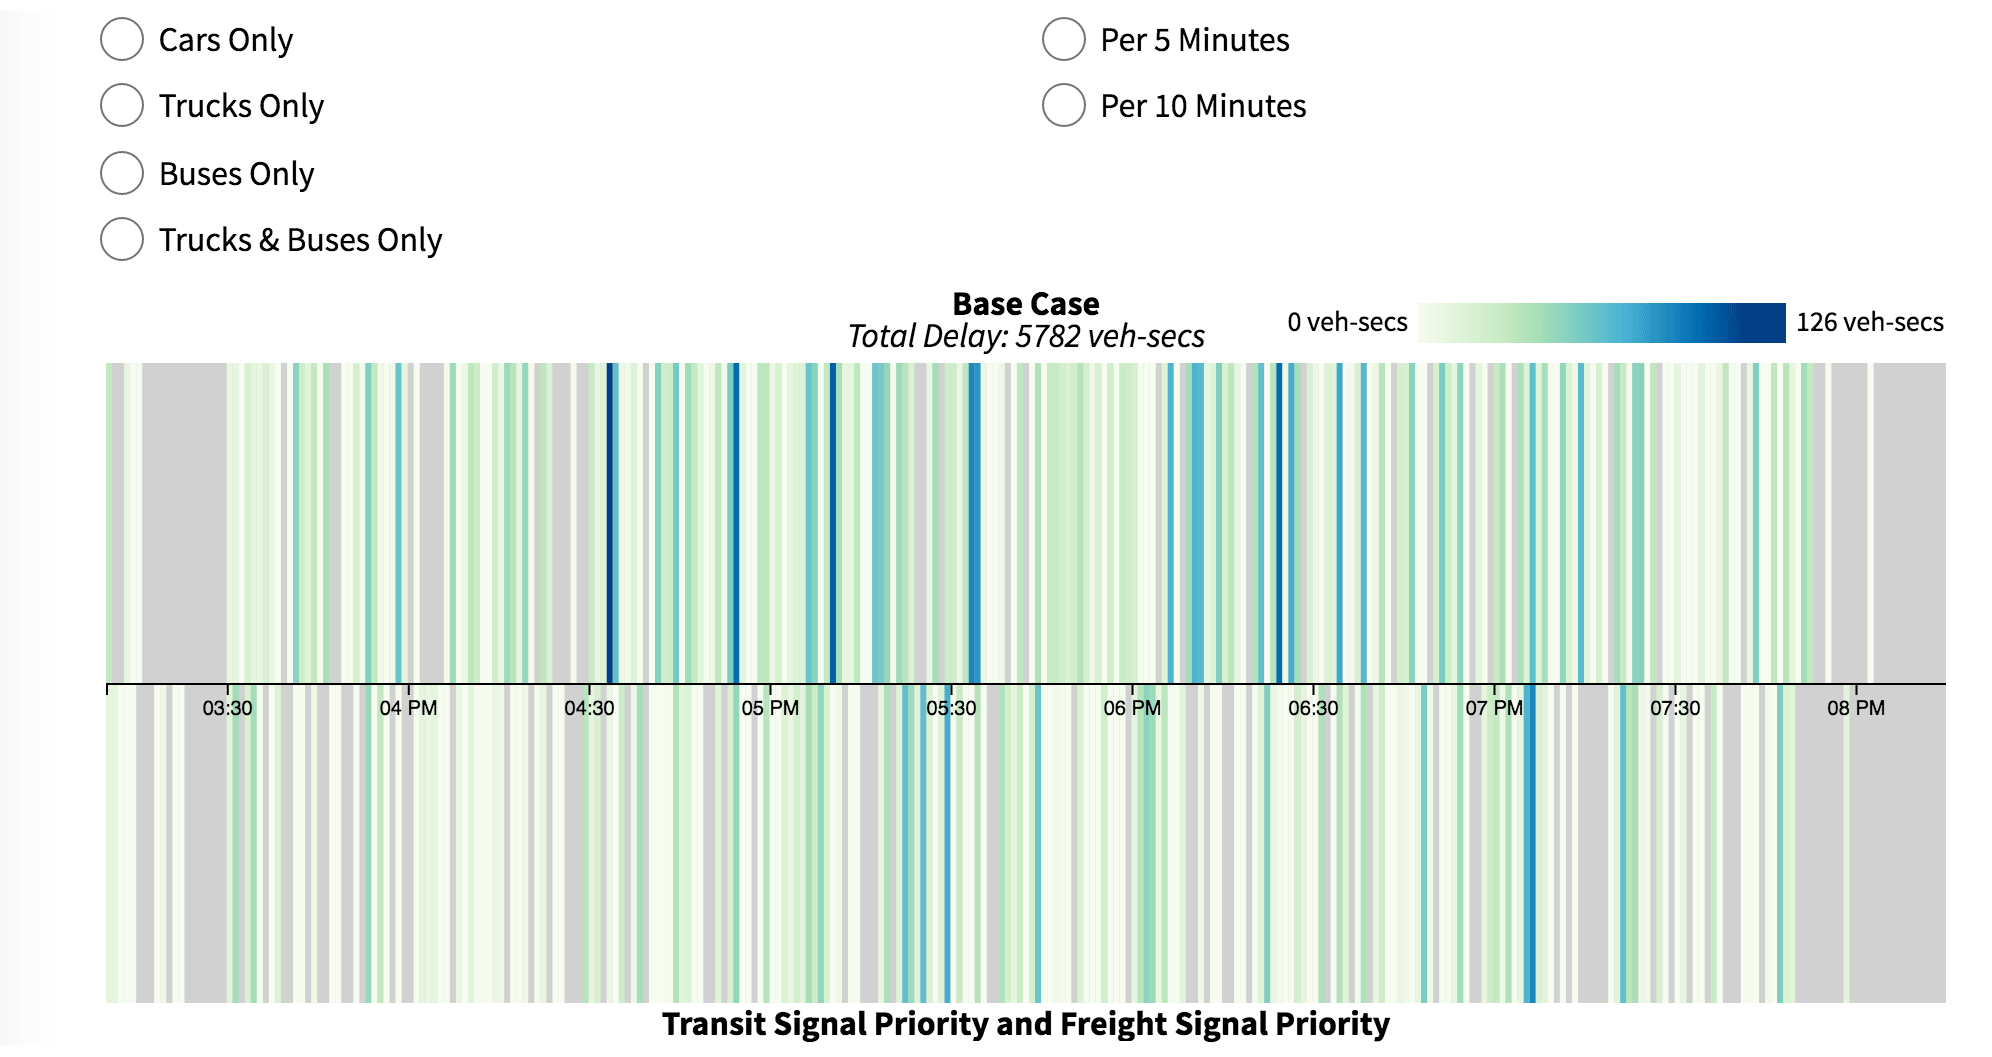 Cars Only
Trucks Only
Buses Only
Trucks & Buses Only
Per 5 Minutes
Per 10 Minutes
Base Case
Total Delay: 5782 veh-secs
0 veh-secs
126 veh-secs
03:30
04 PM
04:30
05 PM
05:30
06 PM
06:30
07 PM
07:30
08 PM
Transit Signal Priority and Freight Signal Priority